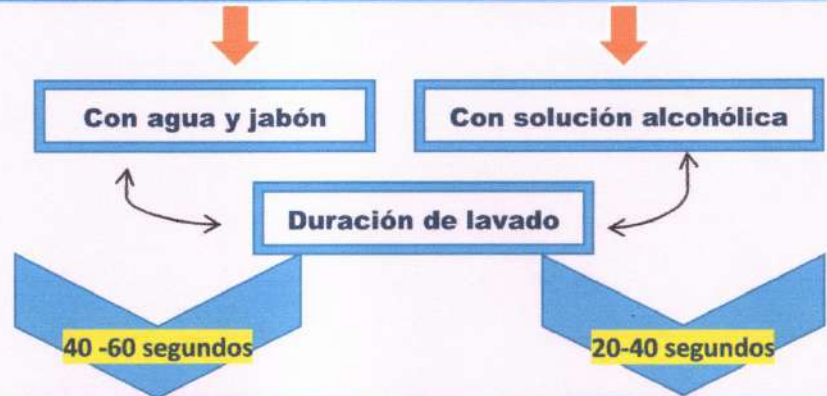 Con agua y jabón
Con solución alcohólica
Duración de lavado
40 -60 segundos
20-40 segundos